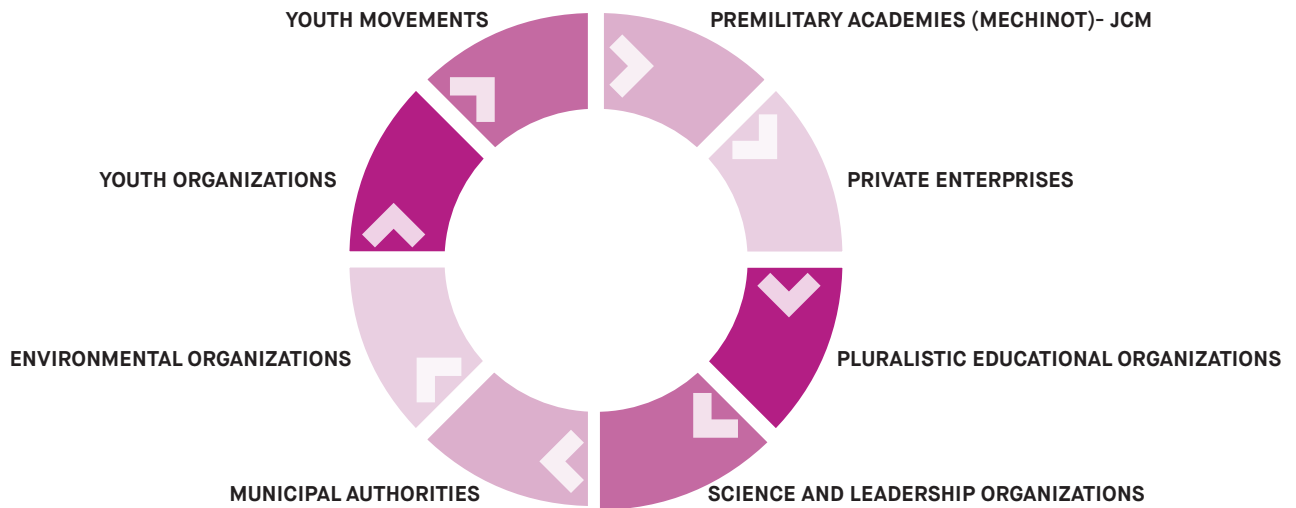 YOUTH MOVEMENTS
PREMILITARY ACADEMIES (MECHINOT)- JCM
YOUTH ORGANIZATIONS
PRIVATE ENTERPRISES
ENVIRONMENTAL ORGANIZATIONS
PLURALISTIC EDUCATIONAL ORGANIZATIONS
MUNICIPAL AUTHORITIES
SCIENCE AND LEADERSHIP ORGANIZATIONS